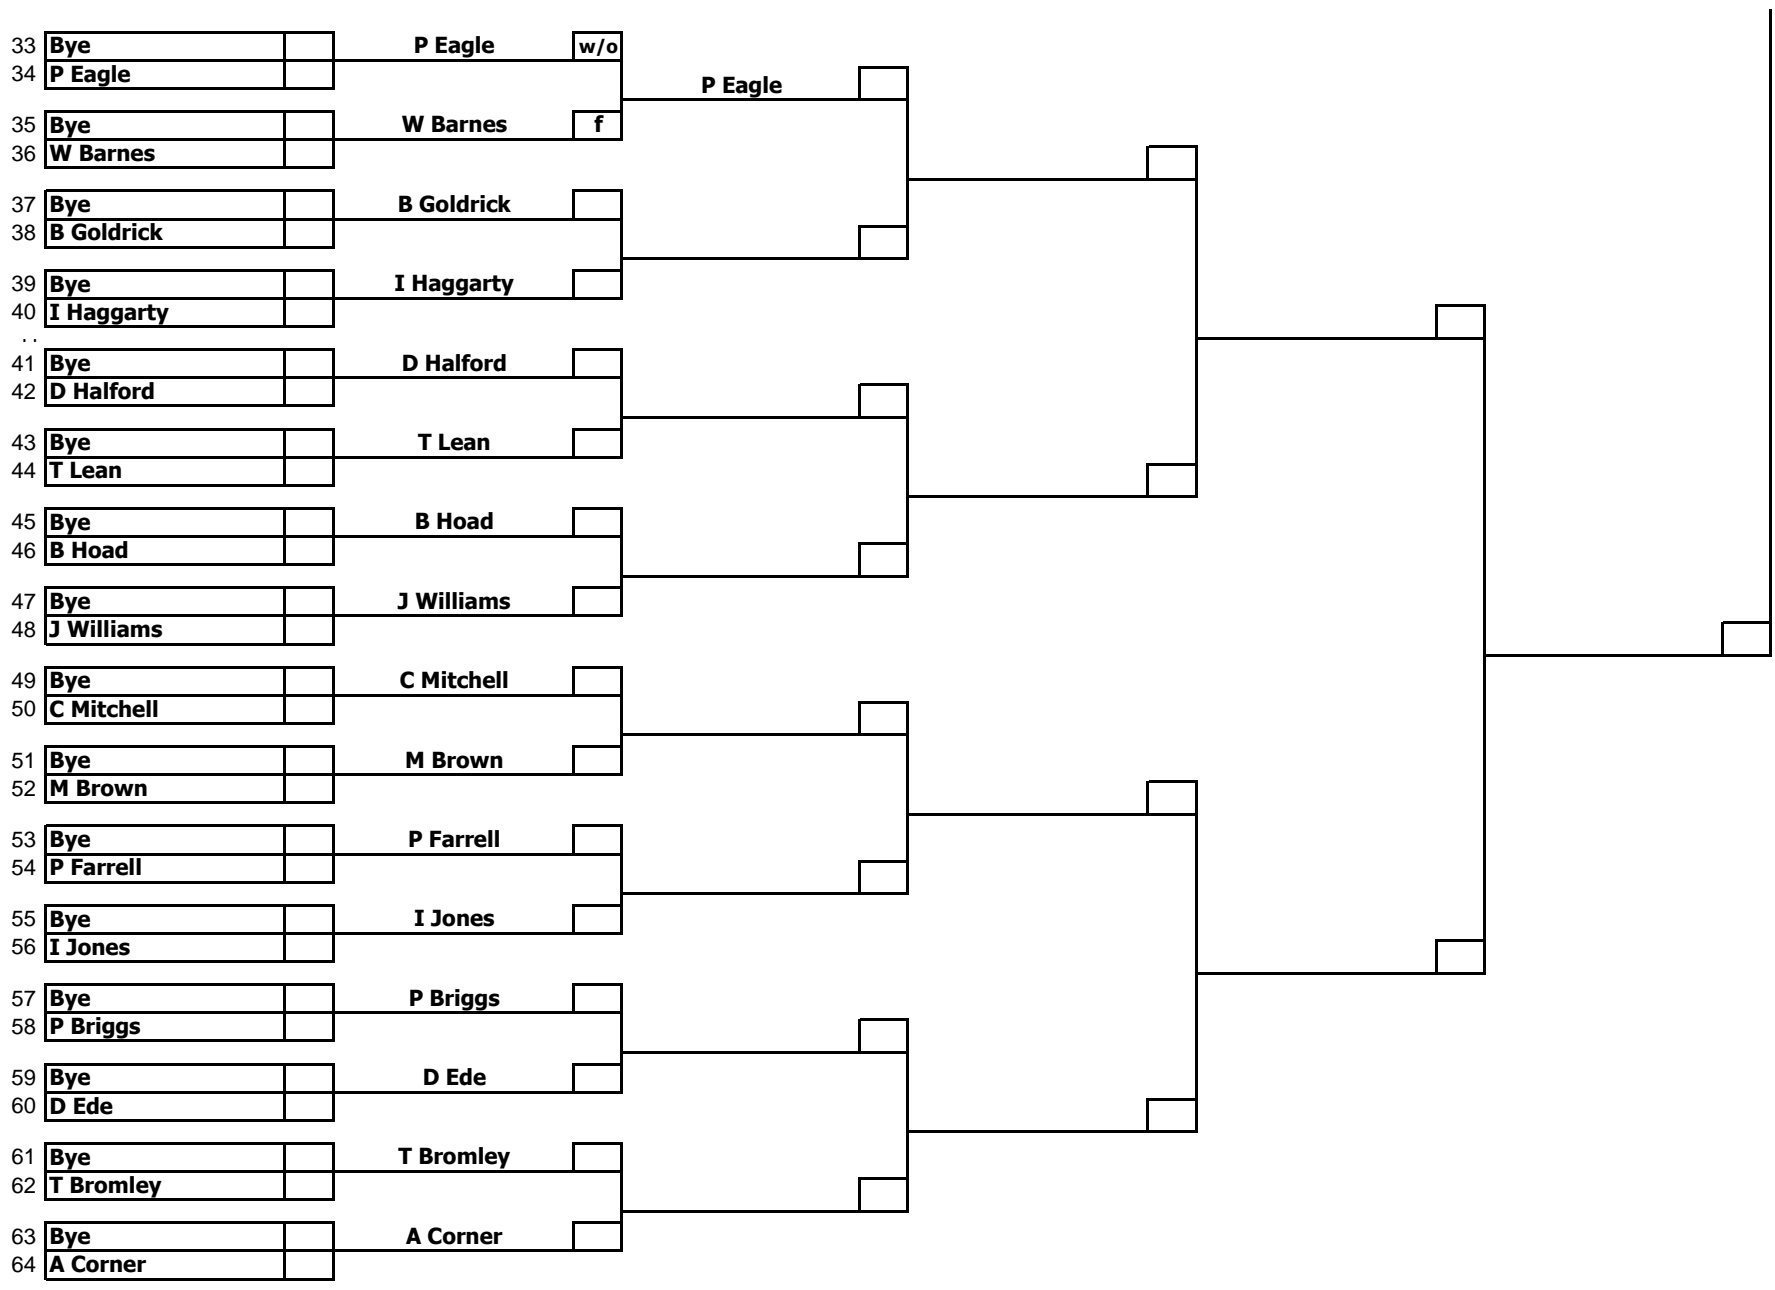 33 Bye P Eagle w/o
34 P Eagle
P Eagle
35 Bye W Barnes f
36 W Barnes
37 Bye B Goldrick
38 B Goldrick
39 Bye I Haggarty
40 I Haggarty
41 Bye D Halford
42 D Halford
43 Bye T Lean
44 T Lean
45 Bye B Hoad
46 B Hoad
47 Bye J Williams
48 J Williams
49 Bye C Mitchell
50 C Mitchell
51 Bye M Brown
52 M Brown
53 Bye P Farrell
54 P Farrell
55 Bye I Jones
56 I Jones
57 Bye P Briggs
58 P Briggs
59 Bye D Ede
60 D Ede
61 Bye T Bromley
62 T Bromley
63 Bye A Corner
64 A Corner